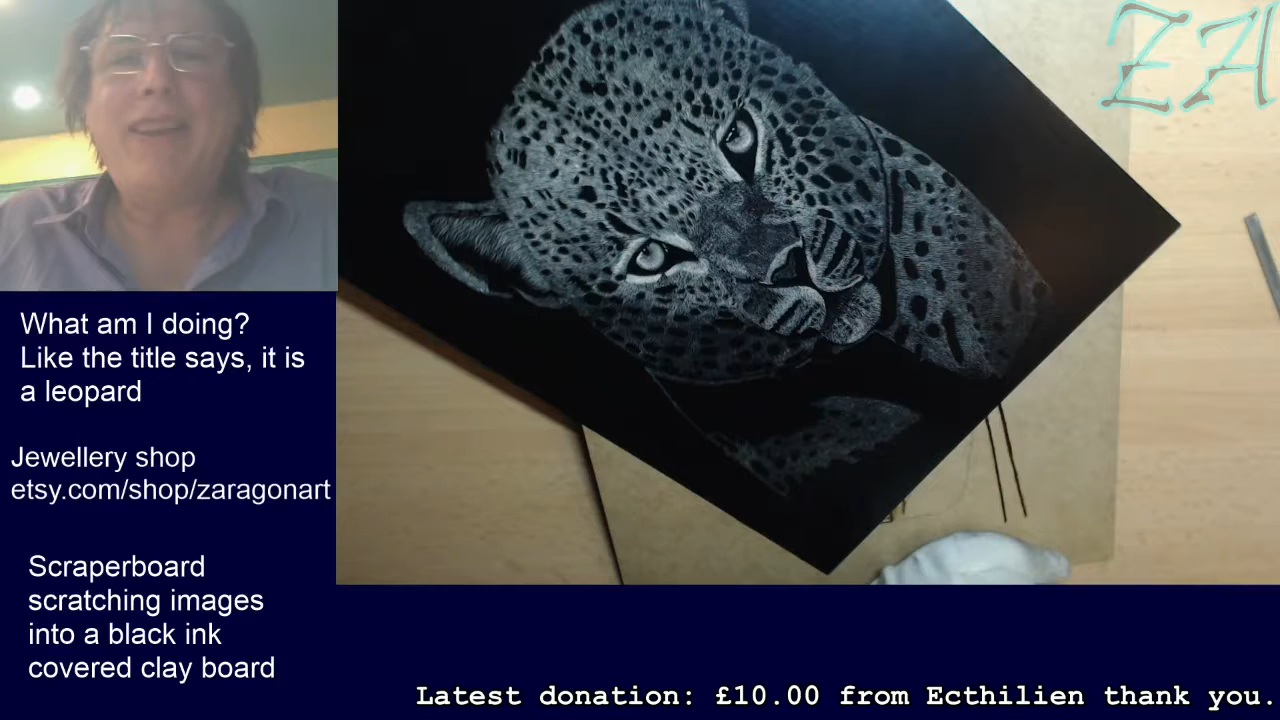 ZA
What am I doing?
Like the title says, it is
a leopard
Jewellery shop
etsy.com/shop/zaragonart
Scraperboard
scratching images
into a black ink
covered clay board
Latest donation: £10.00 from Ecthilien thank you.